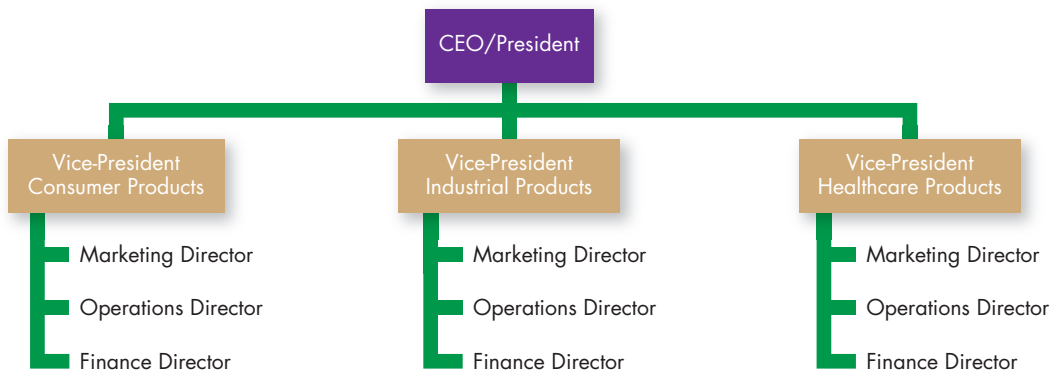 CEO/President
Vice-President
Consumer Products
Vice-President
Industrial Products
Vice-President
Healthcare Products
Marketing Director
Operations Director
Finance Director
Marketing Director
Operations Director
Finance Director
Marketing Director
Operations Director
Finance Director